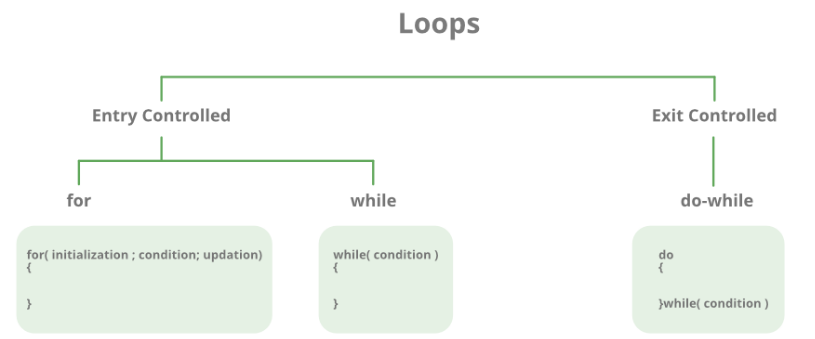 Loops
Entry Controlled
Exit Controlled
for
while
do-while
for( initialization ; condition; updation)
{
}
while( condition )
{
}
do
{
}while( condition )